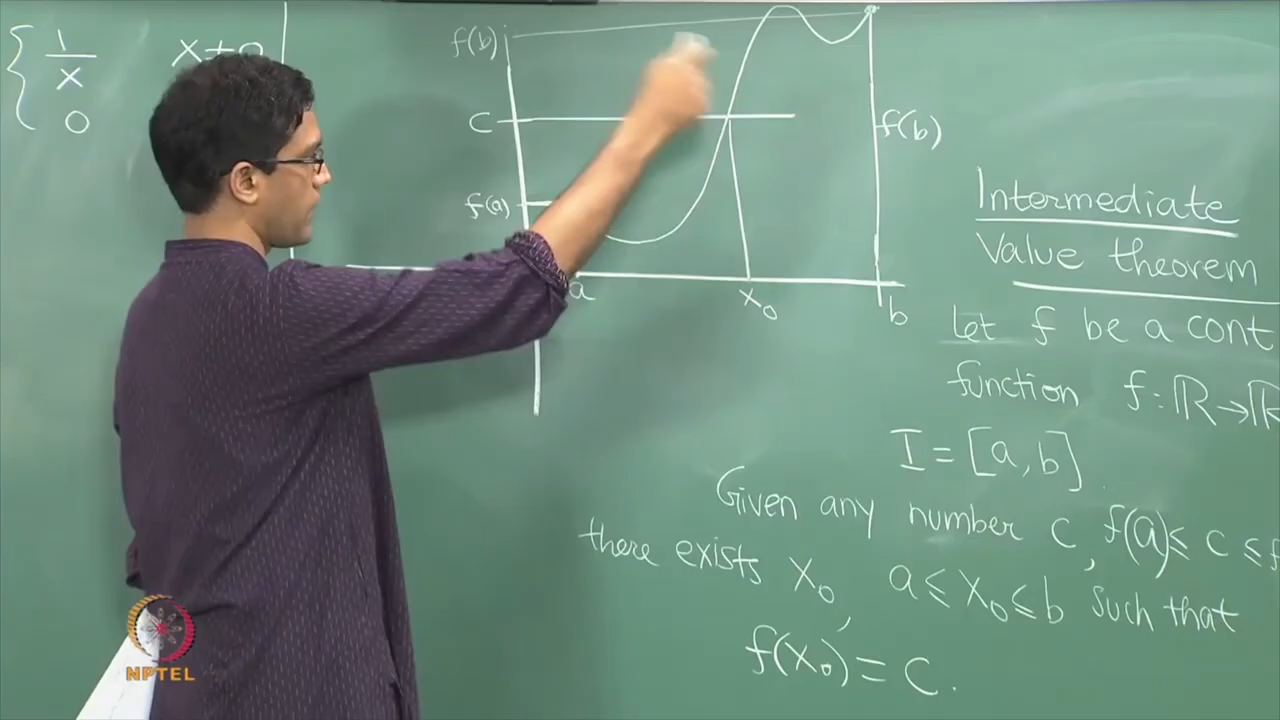 1
x
x ≠ 0
0
f(b)
c
f(a)
a
x₀
b
f(b)
Intermediate
Value theorem
Let f be a cont
function f: ℝ→ℝ
I = [a, b]
Given any number c, f(a) ≤ c ≤ f
there exists x₀, a ≤ x₀ ≤ b such that
f(x₀) = c.
NPTEL